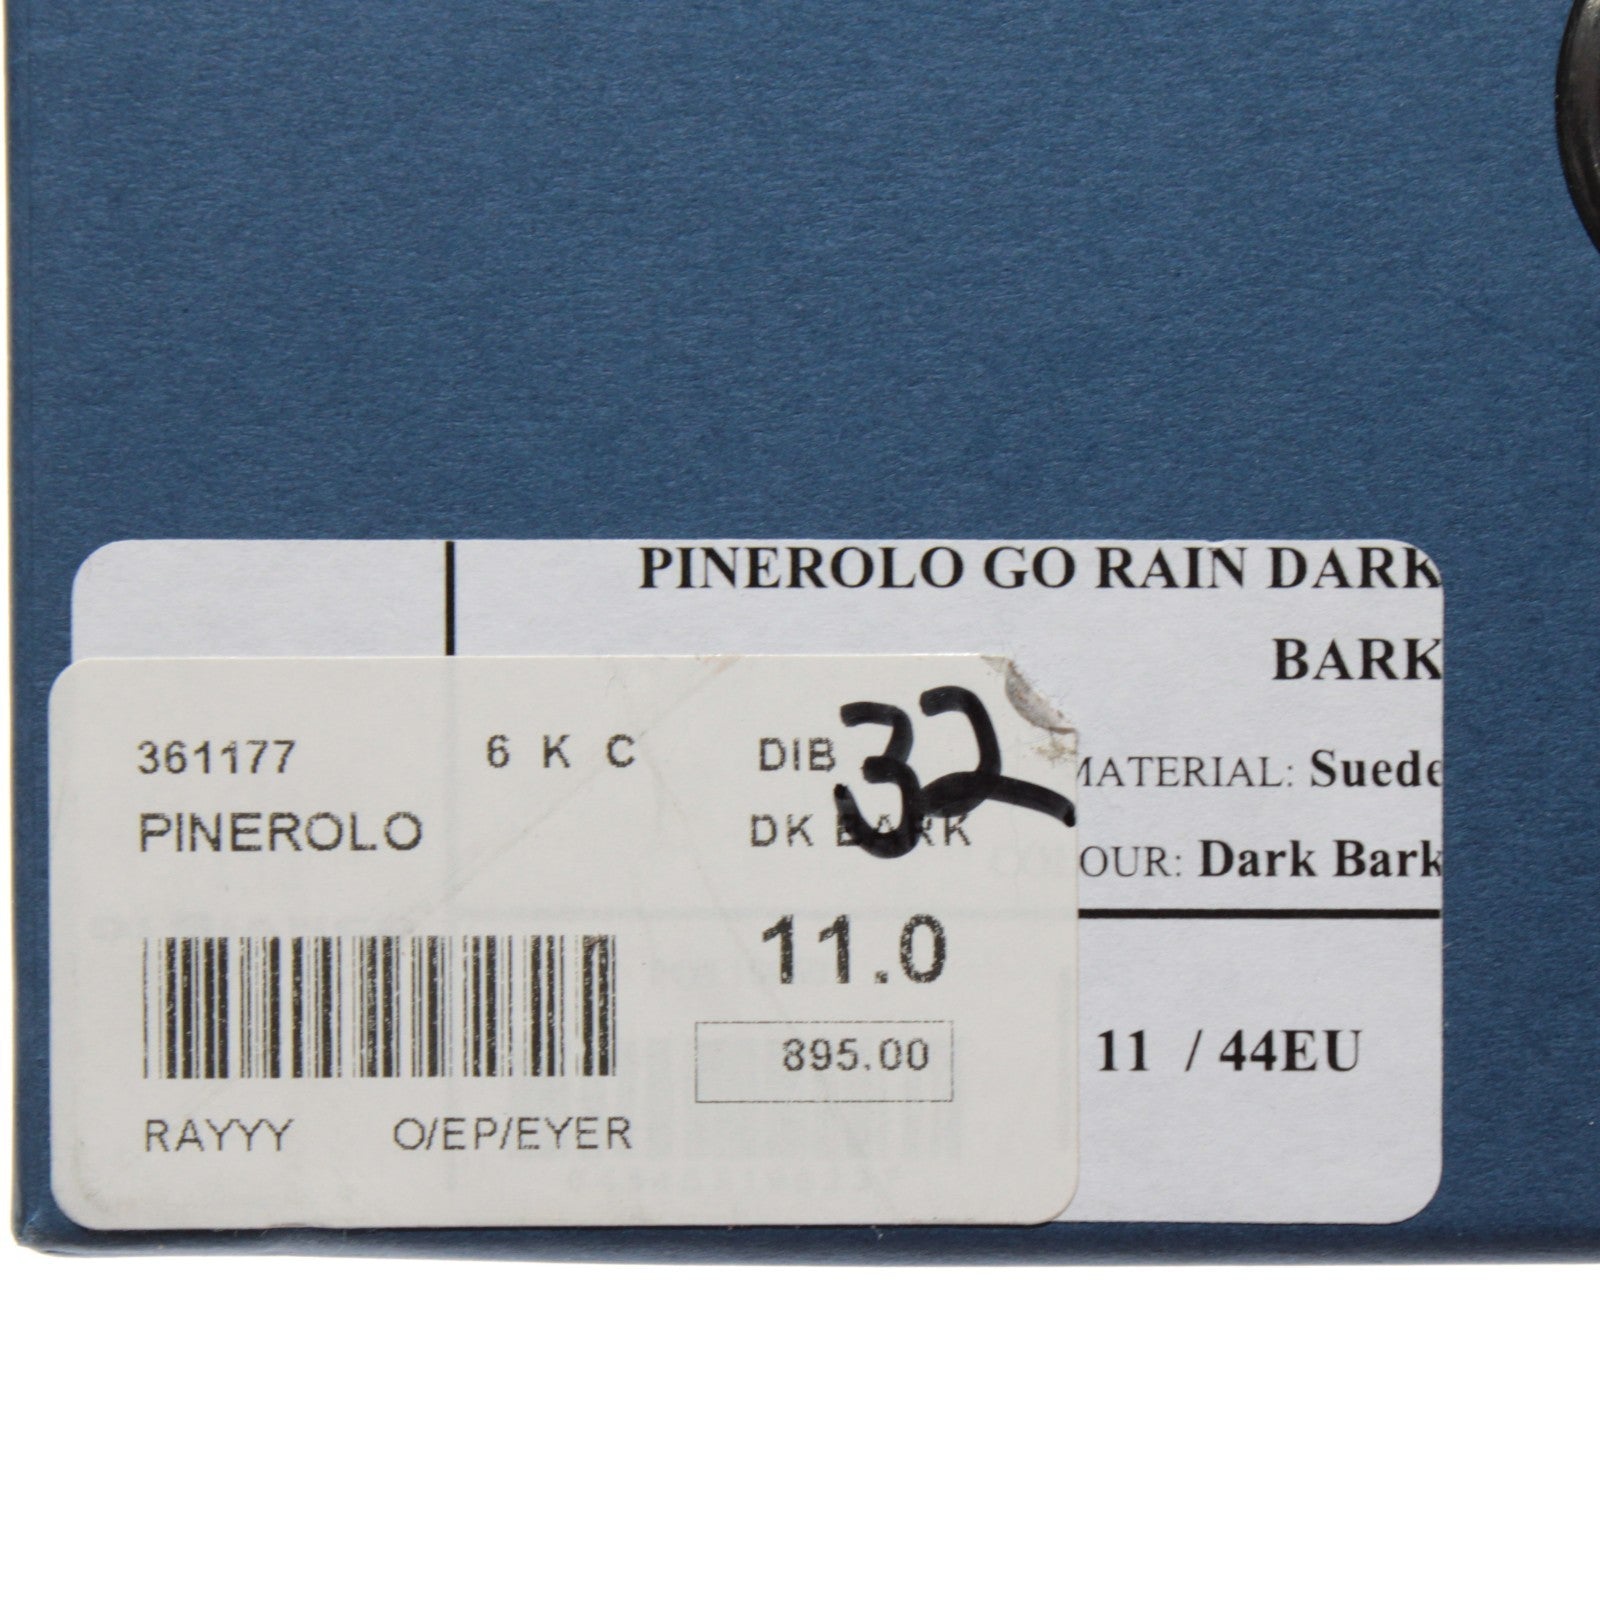 PINEROLO GO RAIN DARK
BARK
MATERIAL: Suede
OUR: Dark Bark
11 / 44EU
361177 6 K C DIB 32
PINEROLO DK BARK
11.0
895.00
RAYYY O/EP/EYER